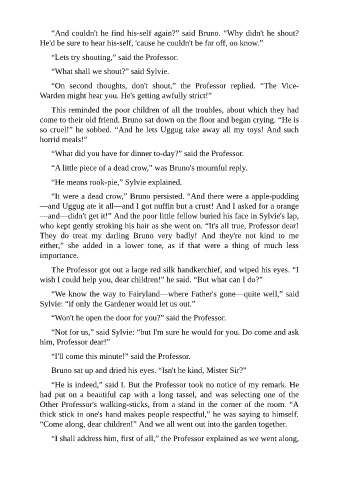 “And couldn't he find his-self again?” said Bruno. “Why didn't he shout?
He'd be sure to hear his-self, 'cause he couldn't be far off, oo know.”
“Lets try shouting,” said the Professor.
“What shall we shout?” said Sylvie.
“On second thoughts, don't shout,” the Professor replied. “The Vice-
Warden might hear you. He's getting awfully strict!”
This reminded the poor children of all the troubles, about which they had
come to their old friend. Bruno sat down on the floor and began crying. “He is
so cruel!” he sobbed. “And he lets Uggug take away all my toys! And such
horrid meals!”
“What did you have for dinner to-day?” said the Professor.
“A little piece of a dead crow,” was Bruno's mournful reply.
“He means rook-pie,” Sylvie explained.
“It were a dead crow,” Bruno persisted. “And there were a apple-pudding
—and Uggug ate it all—and I got nuffin but a crust! And I asked for a orange
—and—didn't get it!” And the poor little fellow buried his face in Sylvie's lap,
who kept gently stroking his hair as she went on. “It's all true, Professor dear!
They do treat my darling Bruno very badly! And they're not kind to me
either,” she added in a lower tone, as if that were a thing of much less
importance.
The Professor got out a large red silk handkerchief, and wiped his eyes. “I
wish I could help you, dear children!” he said. “But what can I do?”
“We know the way to Fairyland—where Father's gone—quite well,” said
Sylvie: “if only the Gardener would let us out.”
“Won't he open the door for you?” said the Professor.
“Not for us,” said Sylvie: “but I'm sure he would for you. Do come and ask
him, Professor dear!”
“I'll come this minute!” said the Professor.
Bruno sat up and dried his eyes. “Isn't he kind, Mister Sir?”
“He is indeed,” said I. But the Professor took no notice of my remark. He
had put on a beautiful cap with a long tassel, and was selecting one of the
Other Professor's walking-sticks, from a stand in the corner of the room. “A
thick stick in one's hand makes people respectful,” he was saying to himself.
“Come along, dear children!” And we all went out into the garden together.
“I shall address him, first of all,” the Professor explained as we went along,